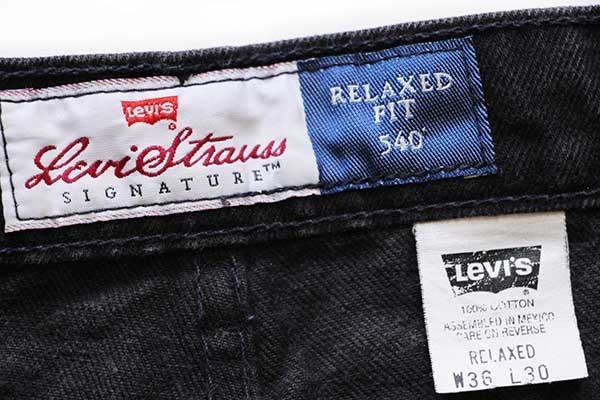 Levi's
Levi Strauss
SIGNATURE™
RELAXED
FIT
540
Levi's
100% COTTON
ASSEMBLED IN MEXICO
CARE ON REVERSE
RELAXED
W36 L30